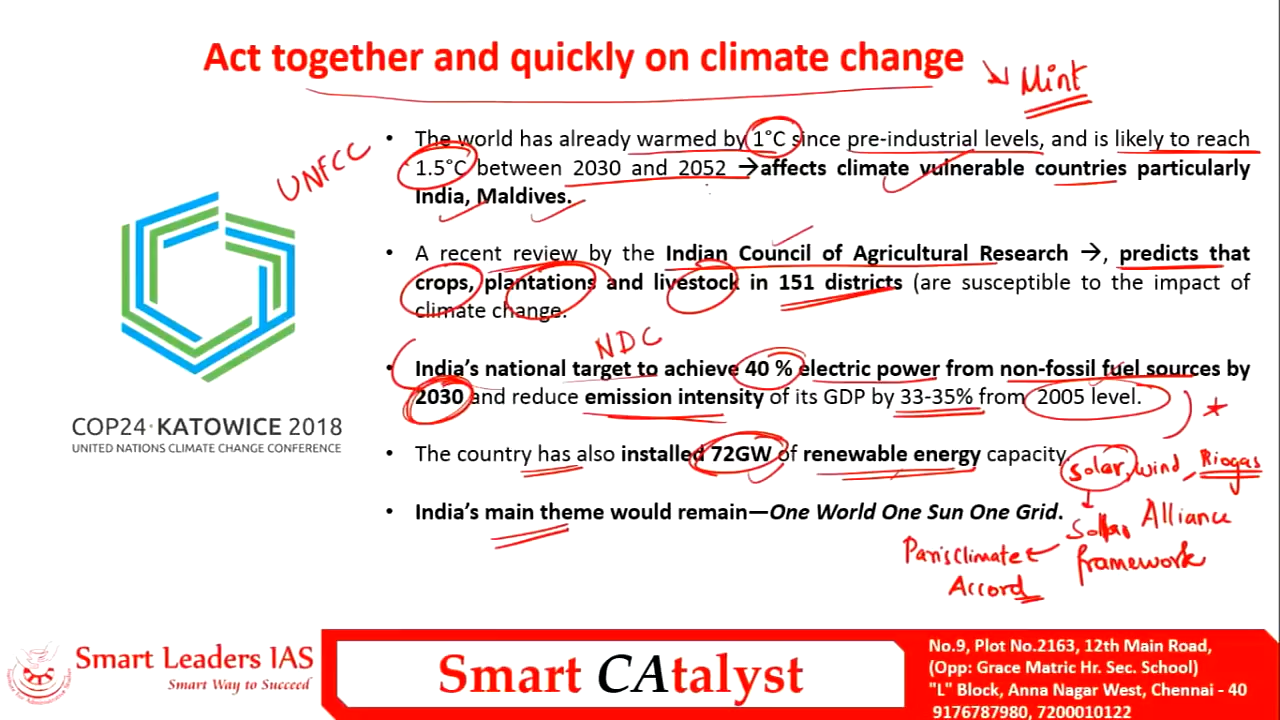 Act together and quickly on climate change
Mint
• The world has already warmed by 1°C since pre-industrial levels, and is likely to reach
1.5°C between 2030 and 2052 →affects climate vulnerable countries particularly
India, Maldives.
UNFCC
• A recent review by the Indian Council of Agricultural Research →, predicts that
crops, plantations and livestock in 151 districts (are susceptible to the impact of
climate change.
NDC
• India's national target to achieve 40 % electric power from non-fossil fuel sources by
2030 and reduce emission intensity of its GDP by 33-35% from 2005 level.
COP24·KATOWICE 2018
UNITED NATIONS CLIMATE CHANGE CONFERENCE
• The country has also installed 72GW of renewable energy capacity.
Solar, wind, Biogas
• India's main theme would remain—One World One Sun One Grid.
Solar Alliance
framework
Paris Climate
Accord
Smart Leaders IAS
Smart Way to Succeed
Smart CAtalyst
No.9, Plot No.2163, 12th Main Road,
(Opp: Grace Matric Hr. Sec. School)
"L" Block, Anna Nagar West, Chennai - 40
9176787980, 7200010122